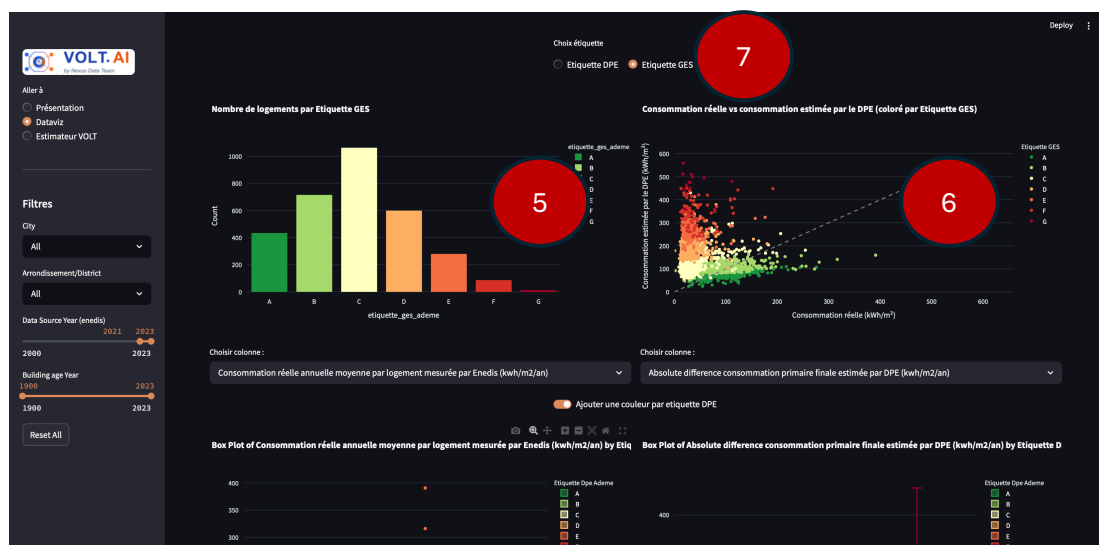 Deploy
VOLT.AI
by Nexus Data Team
Aller à
Présentation
Dataviz
Estimateur VOLT
Filtres
City
All
Arrondissement/District
All
Data Source Year (enedis)
2021 2023
2000 2023
Building age Year
1900 2023
1900 2023
Reset All
Choix étiquette
Etiquette DPE Etiquette GES
7
Nombre de logements par Etiquette GES
etiquette_ges_ademe
A
B
C
D
E
F
G
5
1000
800
600
400
200
0
Count
A B C D E F G
etiquette_ges_ademe
Consommation réelle vs consommation estimée par le DPE (coloré par Etiquette GES)
Etiquette GES
A
B
C
D
E
F
G
6
600
500
400
300
200
100
0
Consommation estimée par le DPE (kWh/m²)
0 100 200 300 400 500 600
Consommation réelle (kWh/m²)
Choisir colonne :
Consommation réelle annuelle moyenne par logement mesurée par Enedis (kwh/m2/an)
Choisir colonne :
Absolute difference consommation primaire finale estimée par DPE (kWh/m2/an)
Ajouter une couleur par etiquette DPE
Box Plot of Consommation réelle annuelle moyenne par logement mesurée par Enedis (kwh/m2/an) by Etiq
Etiquette Dpe Ademe
A
B
C
D
E
400
350
300
Box Plot of Absolute difference consommation primaire finale estimée par DPE (kWh/m2/an) by Etiquette D
Etiquette Dpe Ademe
A
B
C
D
E
400